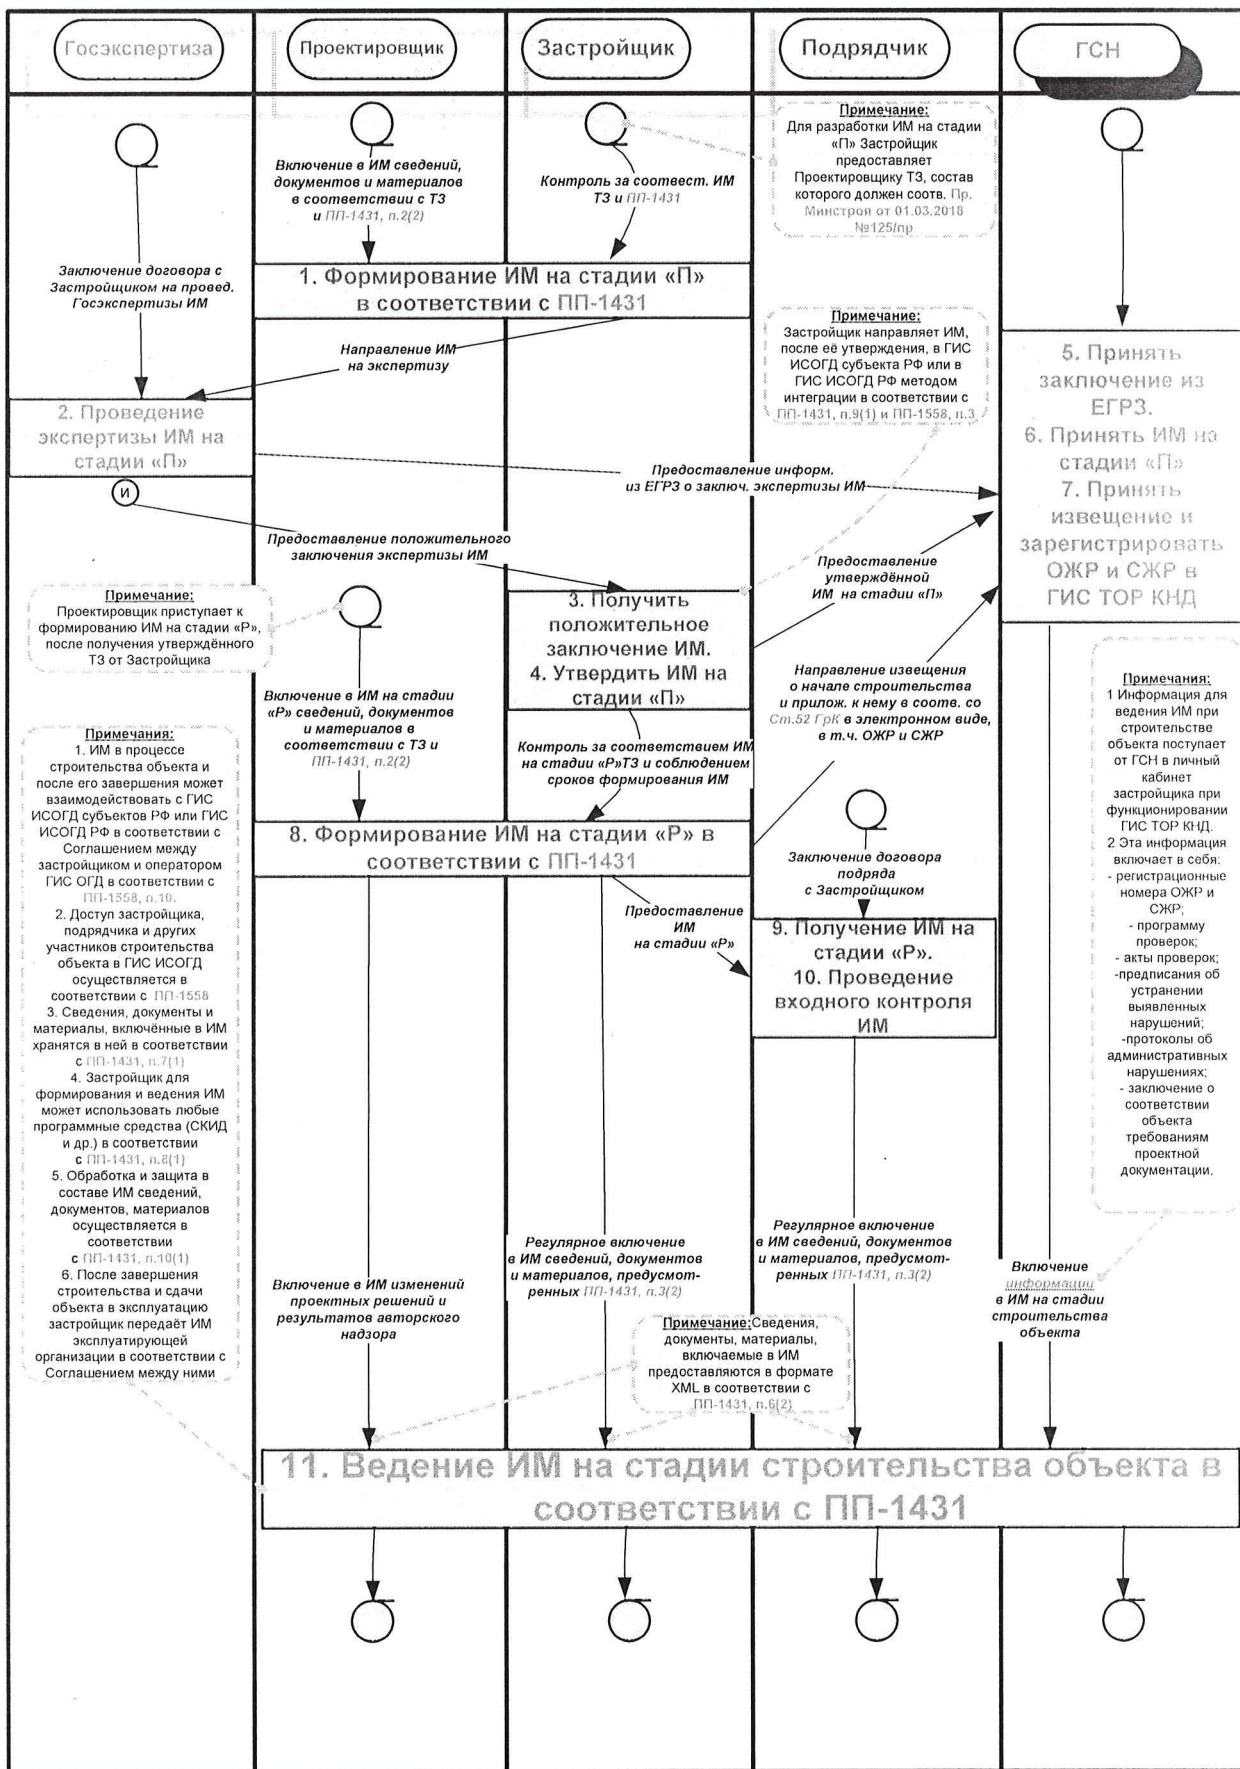 Госэкспертиза
Проектировщик
Застройщик
Подрядчик
ГСН
Включение в ИМ сведений,
документов и материалов
в соответствии с ТЗ
и ПП-1431, п.2(2)
Контроль за соотвест. ИМ
ТЗ и ПП-1431
Примечание:
Для разработки ИМ на стадии
«П» Застройщик
предоставляет
Проектировщику ТЗ, состав
которого должен соотв. Пр.
Минстроя от 01.03.2018
№125/пр
Заключение договора с
Застройщиком на провед.
Госэкспертизы ИМ
1. Формирование ИМ на стадии «П»
в соответствии с ПП-1431
Направление ИМ
на экспертизу
Примечание:
Застройщик направляет ИМ,
после её утверждения, в ГИС
ИСОГД субъекта РФ или в
ГИС ИСОГД РФ методом
интеграции в соответствии с
ПП-1431, п.9(1) и ПП-1558, п.3
5. Принять
заключение из
ЕГРЗ.
6. Принять ИМ на
стадии «П»
7. Принять
извещение и
зарегистрировать
ОЖР и СЖР в
ГИС ТОР КНД
2. Проведение
экспертизы ИМ на
стадии «П»
И
Предоставление информ.
из ЕГРЗ о заключ. экспертизы ИМ
Предоставление положительного
заключения экспертизы ИМ
Предоставление
утверждённой
ИМ на стадии «П»
Примечание:
Проектировщик приступает к
формированию ИМ на стадии «Р»,
после получения утверждённого
ТЗ от Застройщика
3. Получить
положительное
заключение ИМ.
4. Утвердить ИМ на
стадии «П»
Включение в ИМ на стадии
«Р» сведений, документов
и материалов в
соответствии с ТЗ и
ПП-1431, п.2(2)
Контроль за соответствием ИМ
на стадии «Р»ТЗ и соблюдением
сроков формирования ИМ
Направление извещения
о начале строительства
и прилож. к нему в соотв. со
Ст.52 ГрК в электронном виде,
в т.ч. ОЖР и СЖР
Примечания:
1 Информация для
ведения ИМ при
строительстве
объекта поступает
от ГСН в личный
кабинет
застройщика при
функционировании
ГИС ТОР КНД.
2 Эта информация
включает в себя:
- регистрационные
номера ОЖР и
СЖР;
- программу
проверок;
- акты проверок;
-предписания об
устранении
выявленных
нарушений;
-протоколы об
административных
нарушениях;
- заключение о
соответствии
объекта
требованиям
проектной
документации.
Примечания:
1. ИМ в процессе
строительства объекта и
после его завершения может
взаимодействовать с ГИС
ИСОГД субъектов РФ или ГИС
ИСОГД РФ в соответствии с
Соглашением между
застройщиком и оператором
ГИС ОГД в соответствии с
ПП-1558, п.10.
2. Доступ застройщика,
подрядчика и других
участников строительства
объекта в ГИС ИСОГД
осуществляется в
соответствии с ПП-1558
3. Сведения, документы и
материалы, включённые в ИМ
хранятся в ней в соответствии
с ПП-1431, п.7(1)
4. Застройщик для
формирования и ведения ИМ
может использовать любые
программные средства (СКИД
и др.) в соответствии
с ПП-1431, п.8(1)
5. Обработка и защита в
составе ИМ сведений,
документов, материалов
осуществляется в
соответствии
с ПП-1431, п.10(1)
6. После завершения
строительства и сдачи
объекта в эксплуатацию
застройщик передаёт ИМ
эксплуатирующей
организации в соответствии с
Соглашением между ними
8. Формирование ИМ на стадии «Р» в
соответствии с ПП-1431
Заключение договора
подряда
с Застройщиком
Предоставление
ИМ
на стадии «Р»
9. Получение ИМ на
стадии «Р».
10. Проведение
входного контроля
ИМ
Включение в ИМ изменений
проектных решений и
результатов авторского
надзора
Регулярное включение
в ИМ сведений, документов
и материалов, предусмот-
ренных ПП-1431, п.3(2)
Регулярное включение
в ИМ сведений, документов
и материалов, предусмот-
ренных ПП-1431, п.3(2)
Включение
информации
в ИМ на стадии
строительства
объекта
Примечание:Сведения,
документы, материалы,
включаемые в ИМ
предоставляются в формате
XML в соответствии с
ПП-1431, п.6(2)
11. Ведение ИМ на стадии строительства объекта в
соответствии с ПП-1431